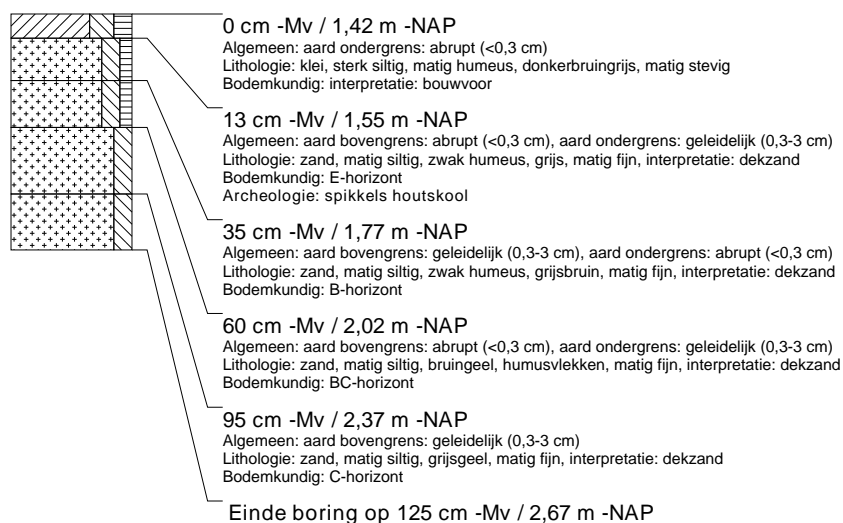 0 cm -Mv / 1,42 m -NAP
Algemeen: aard ondergrens: abrupt (<0,3 cm)
Lithologie: klei, sterk siltig, matig humeus, donkerbruingrijs, matig stevig
Bodemkundig: interpretatie: bouwvoor
13 cm -Mv / 1,55 m -NAP
Algemeen: aard bovengrens: abrupt (<0,3 cm), aard ondergrens: geleidelijk (0,3-3 cm)
Lithologie: zand, matig siltig, zwak humeus, grijs, matig fijn, interpretatie: dekzand
Bodemkundig: E-horizont
Archeologie: spikkels houtskool
35 cm -Mv / 1,77 m -NAP
Algemeen: aard bovengrens: geleidelijk (0,3-3 cm), aard ondergrens: abrupt (<0,3 cm)
Lithologie: zand, matig siltig, zwak humeus, grijsbruin, matig fijn, interpretatie: dekzand
Bodemkundig: B-horizont
60 cm -Mv / 2,02 m -NAP
Algemeen: aard bovengrens: abrupt (<0,3 cm), aard ondergrens: geleidelijk (0,3-3 cm)
Lithologie: zand, matig siltig, bruingeel, humusvlekken, matig fijn, interpretatie: dekzand
Bodemkundig: BC-horizont
95 cm -Mv / 2,37 m -NAP
Algemeen: aard bovengrens: geleidelijk (0,3-3 cm)
Lithologie: zand, matig siltig, grijsgeel, matig fijn, interpretatie: dekzand
Bodemkundig: C-horizont
Einde boring op 125 cm -Mv / 2,67 m -NAP